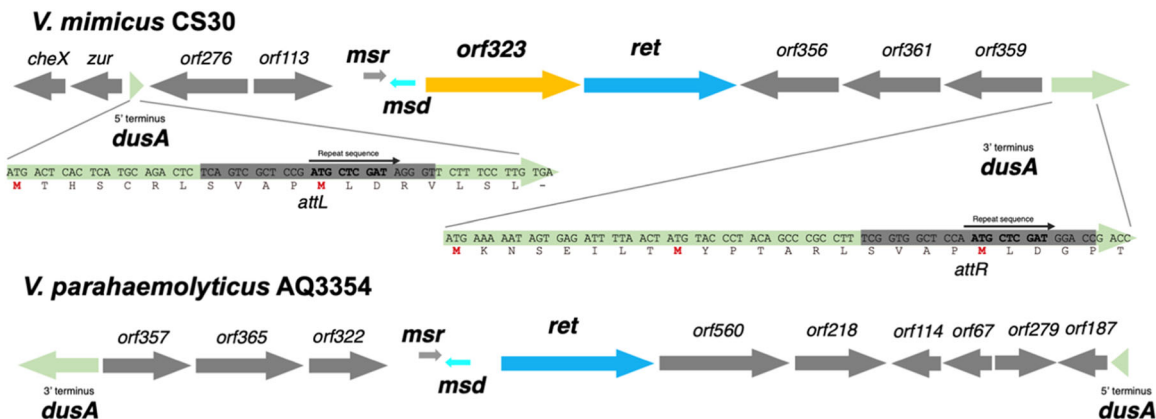 V. mimicus CS30
cheX zur orf276 orf113 msr orf323 ret orf356 orf361 orf359
msd
5' terminus
dusA
3' terminus
dusA
Repeat sequence
ATG ACT CAC TCA TGC AGA CTC TCA GTC GCT CCG ATG CTC GAT AGG GTT CTT TCC TTG TGA
M T H S C R L S V A P M L D R V L S L -
attL
Repeat sequence
ATG AAA AAT AGT GAG ATT TTA ACT ATG TAC CCT ACA GCC CGC CTT TCG GTG GCT CCA ATG CTC GAT GGA CCG ACC
M K N S E I L T M Y P T A R L S V A P M L D G P T
attR
V. parahaemolyticus AQ3354
orf357 orf365 orf322 msr ret orf560 orf218 orf114 orf67 orf279 orf187
msd
3' terminus
dusA
5' terminus
dusA